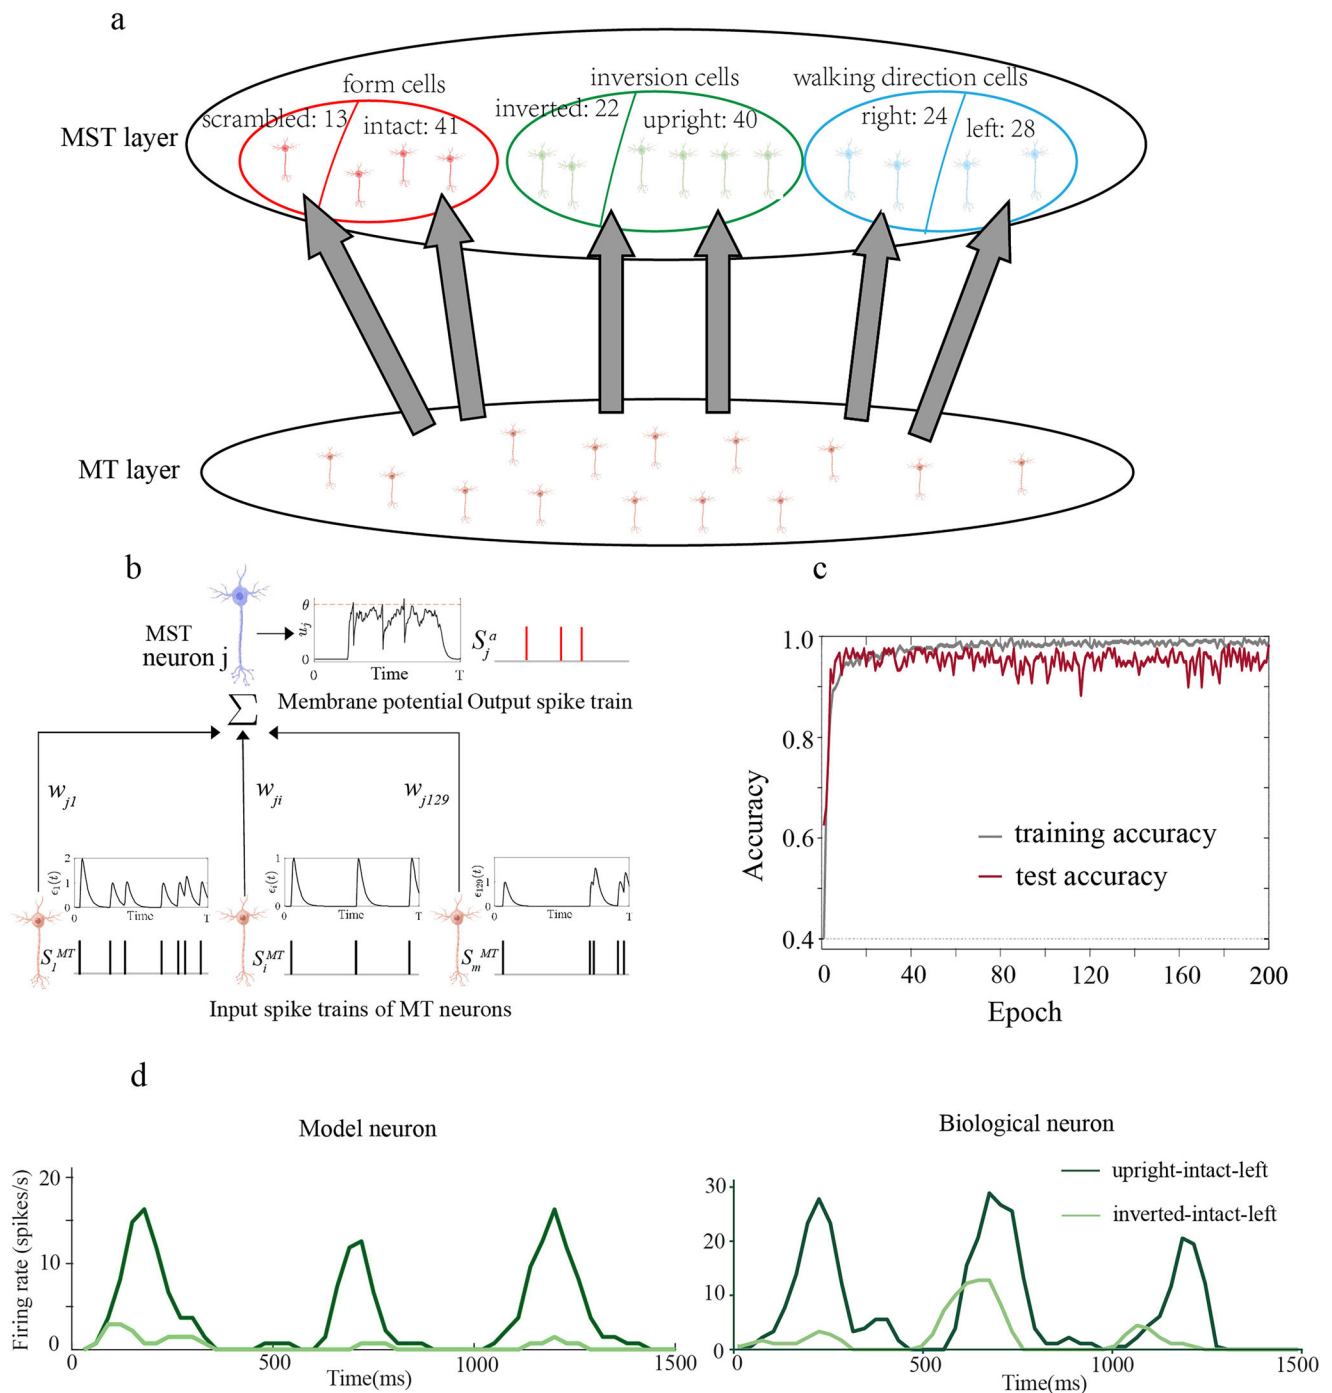 a
form cells
inversion cells
walking direction cells
scrambled: 13
intact: 41
inverted: 22
upright: 40
right: 24
left: 28
MST layer
MT layer
b
MST
neuron j
θ
u_j
0
Time
T
S_j^a
Membrane potential
Output spike train
∑
w_j1
w_ji
w_j129
2
1
0
ϵ_1(t)
Time
T
1
0
ϵ_i(t)
Time
T
2
1
0
ϵ_129(t)
Time
T
S_1^MT
S_i^MT
S_m^MT
Input spike trains of MT neurons
c
1.0
0.8
0.6
0.4
Accuracy
training accuracy
test accuracy
0
40
80
120
160
200
Epoch
d
Model neuron
Firing rate (spikes/s)
20
10
0
0
500
1000
1500
Time(ms)
Biological neuron
upright-intact-left
inverted-intact-left
30
20
10
0
0
500
1000
1500
Time(ms)